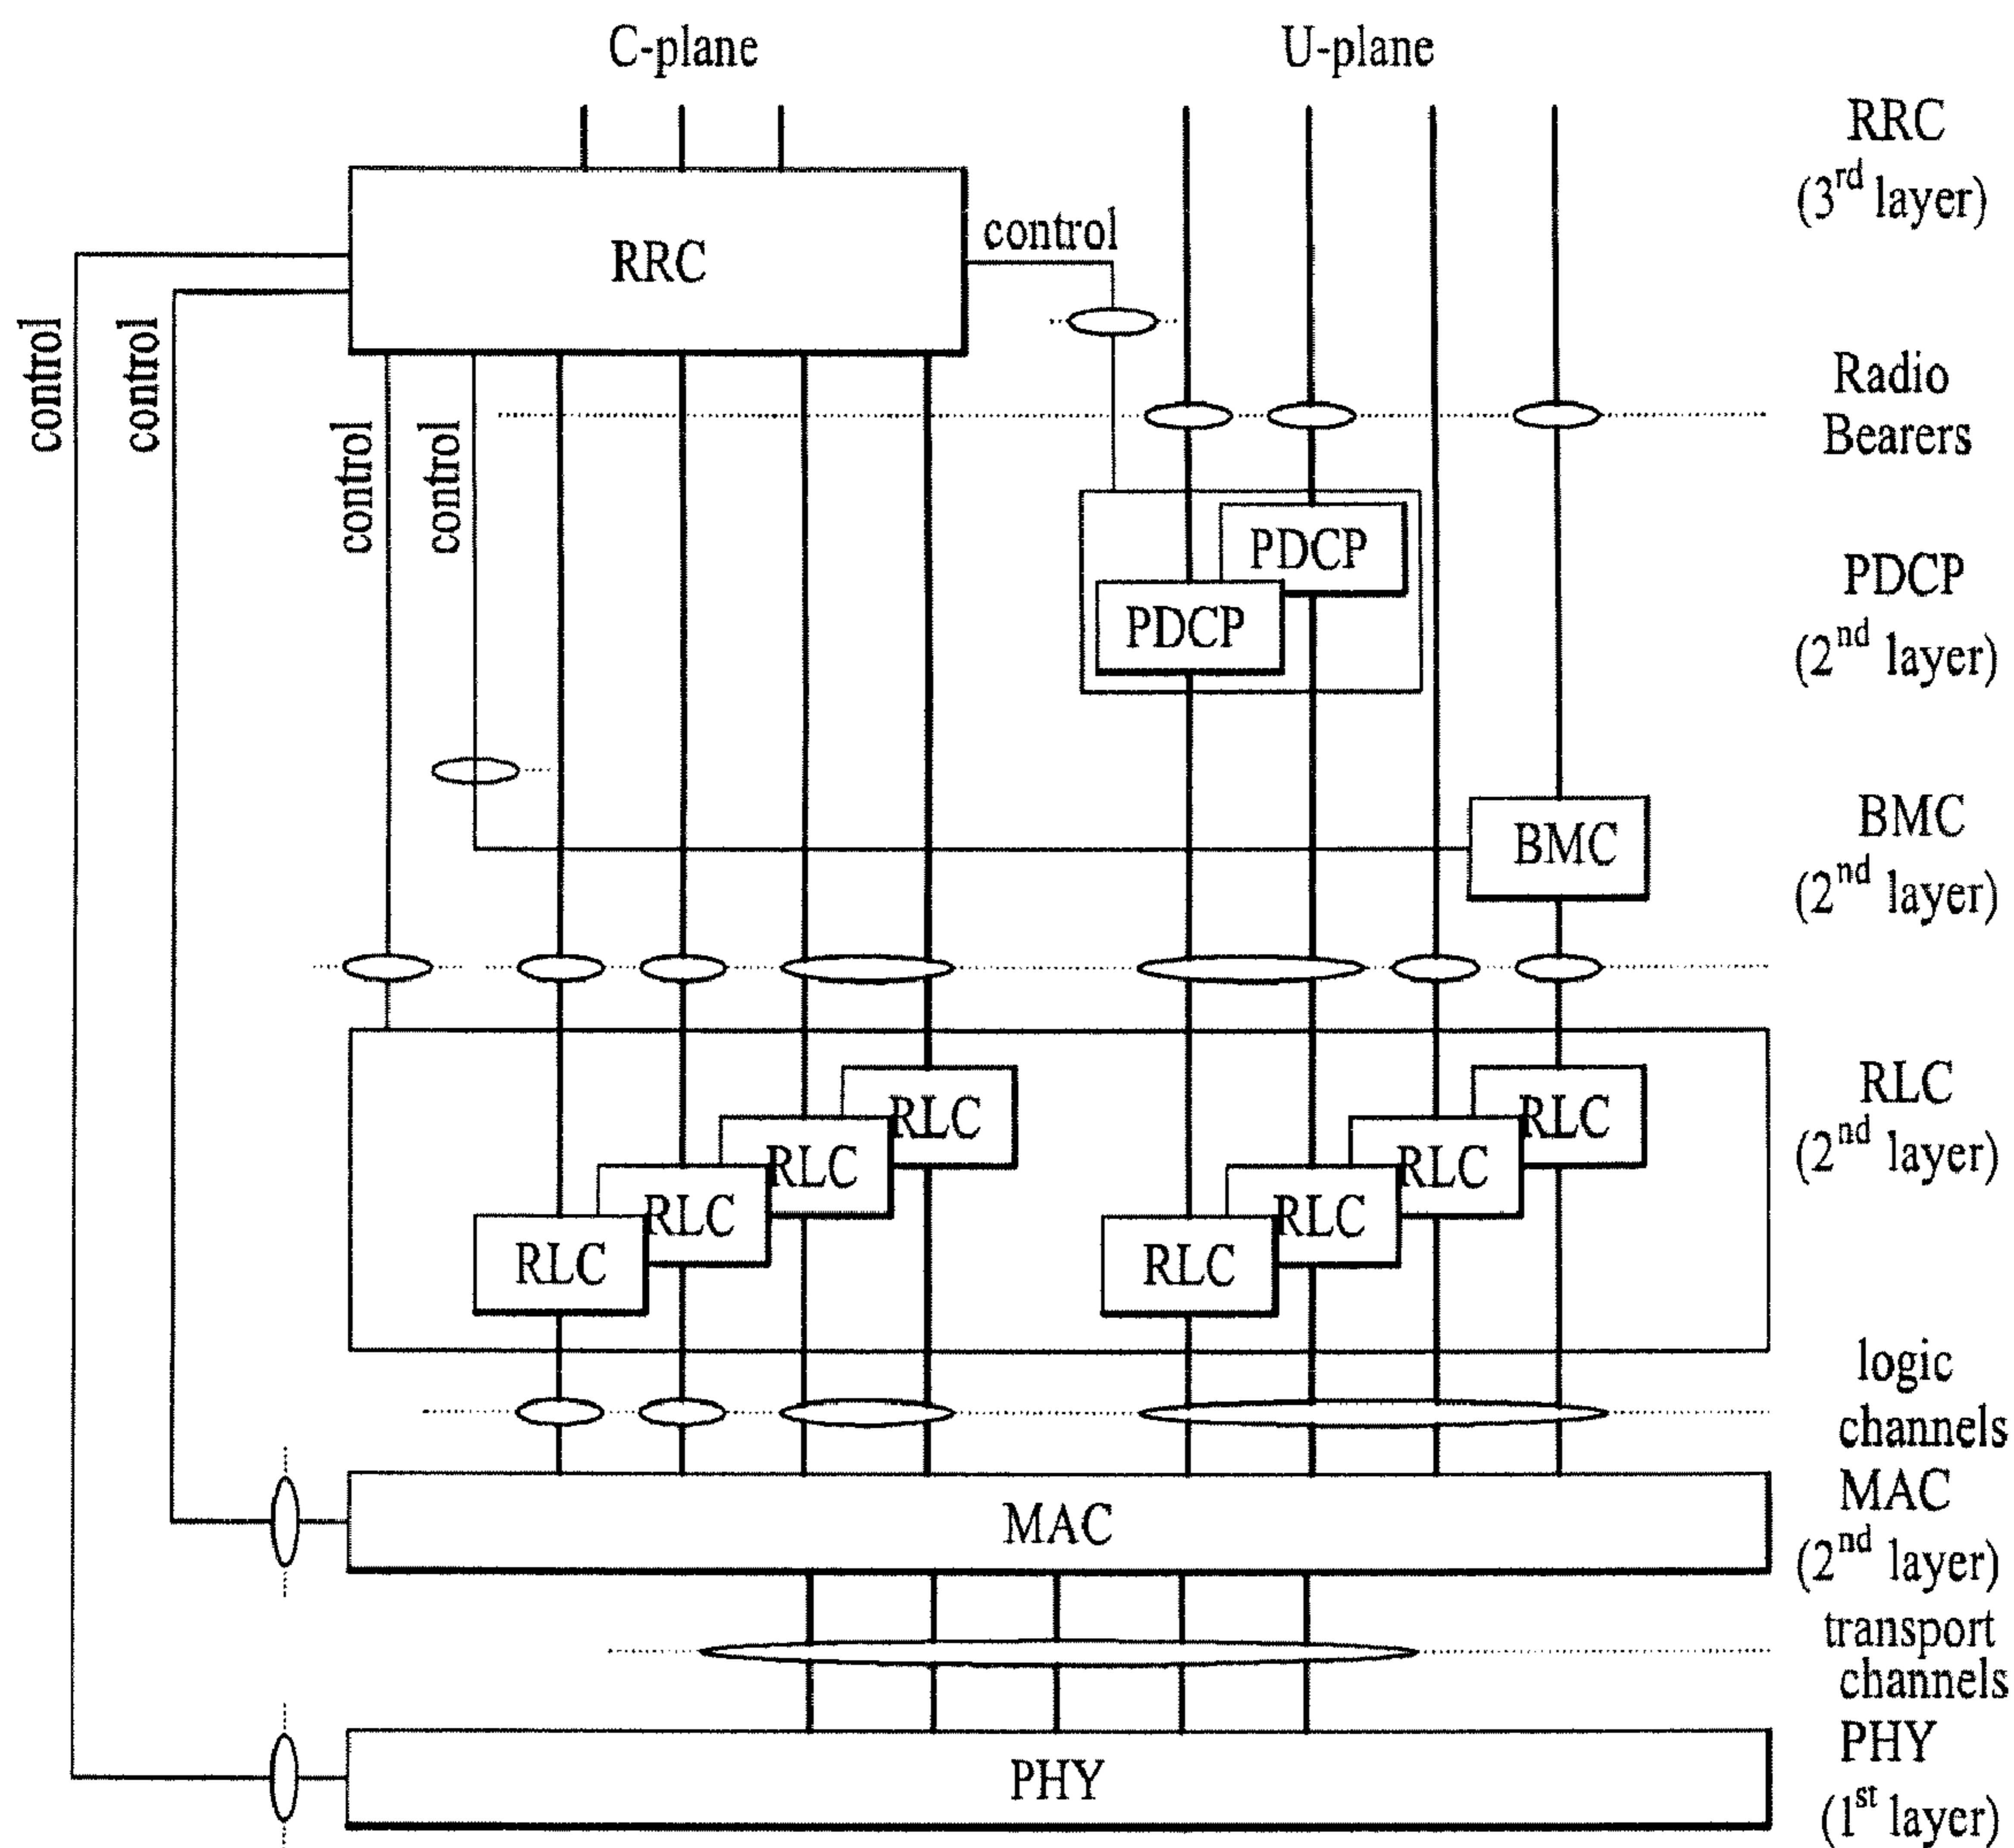 C-plane
U-plane
RRC
(3rd layer)
RRC
control
control
control
control
control
Radio
Bearers
PDCP
PDCP
PDCP
(2nd layer)
BMC
BMC
(2nd layer)
RLC
RLC
RLC
RLC
RLC
RLC
RLC
RLC
RLC
(2nd layer)
logic
channels
MAC
MAC
(2nd layer)
transport
channels
PHY
PHY
(1st layer)